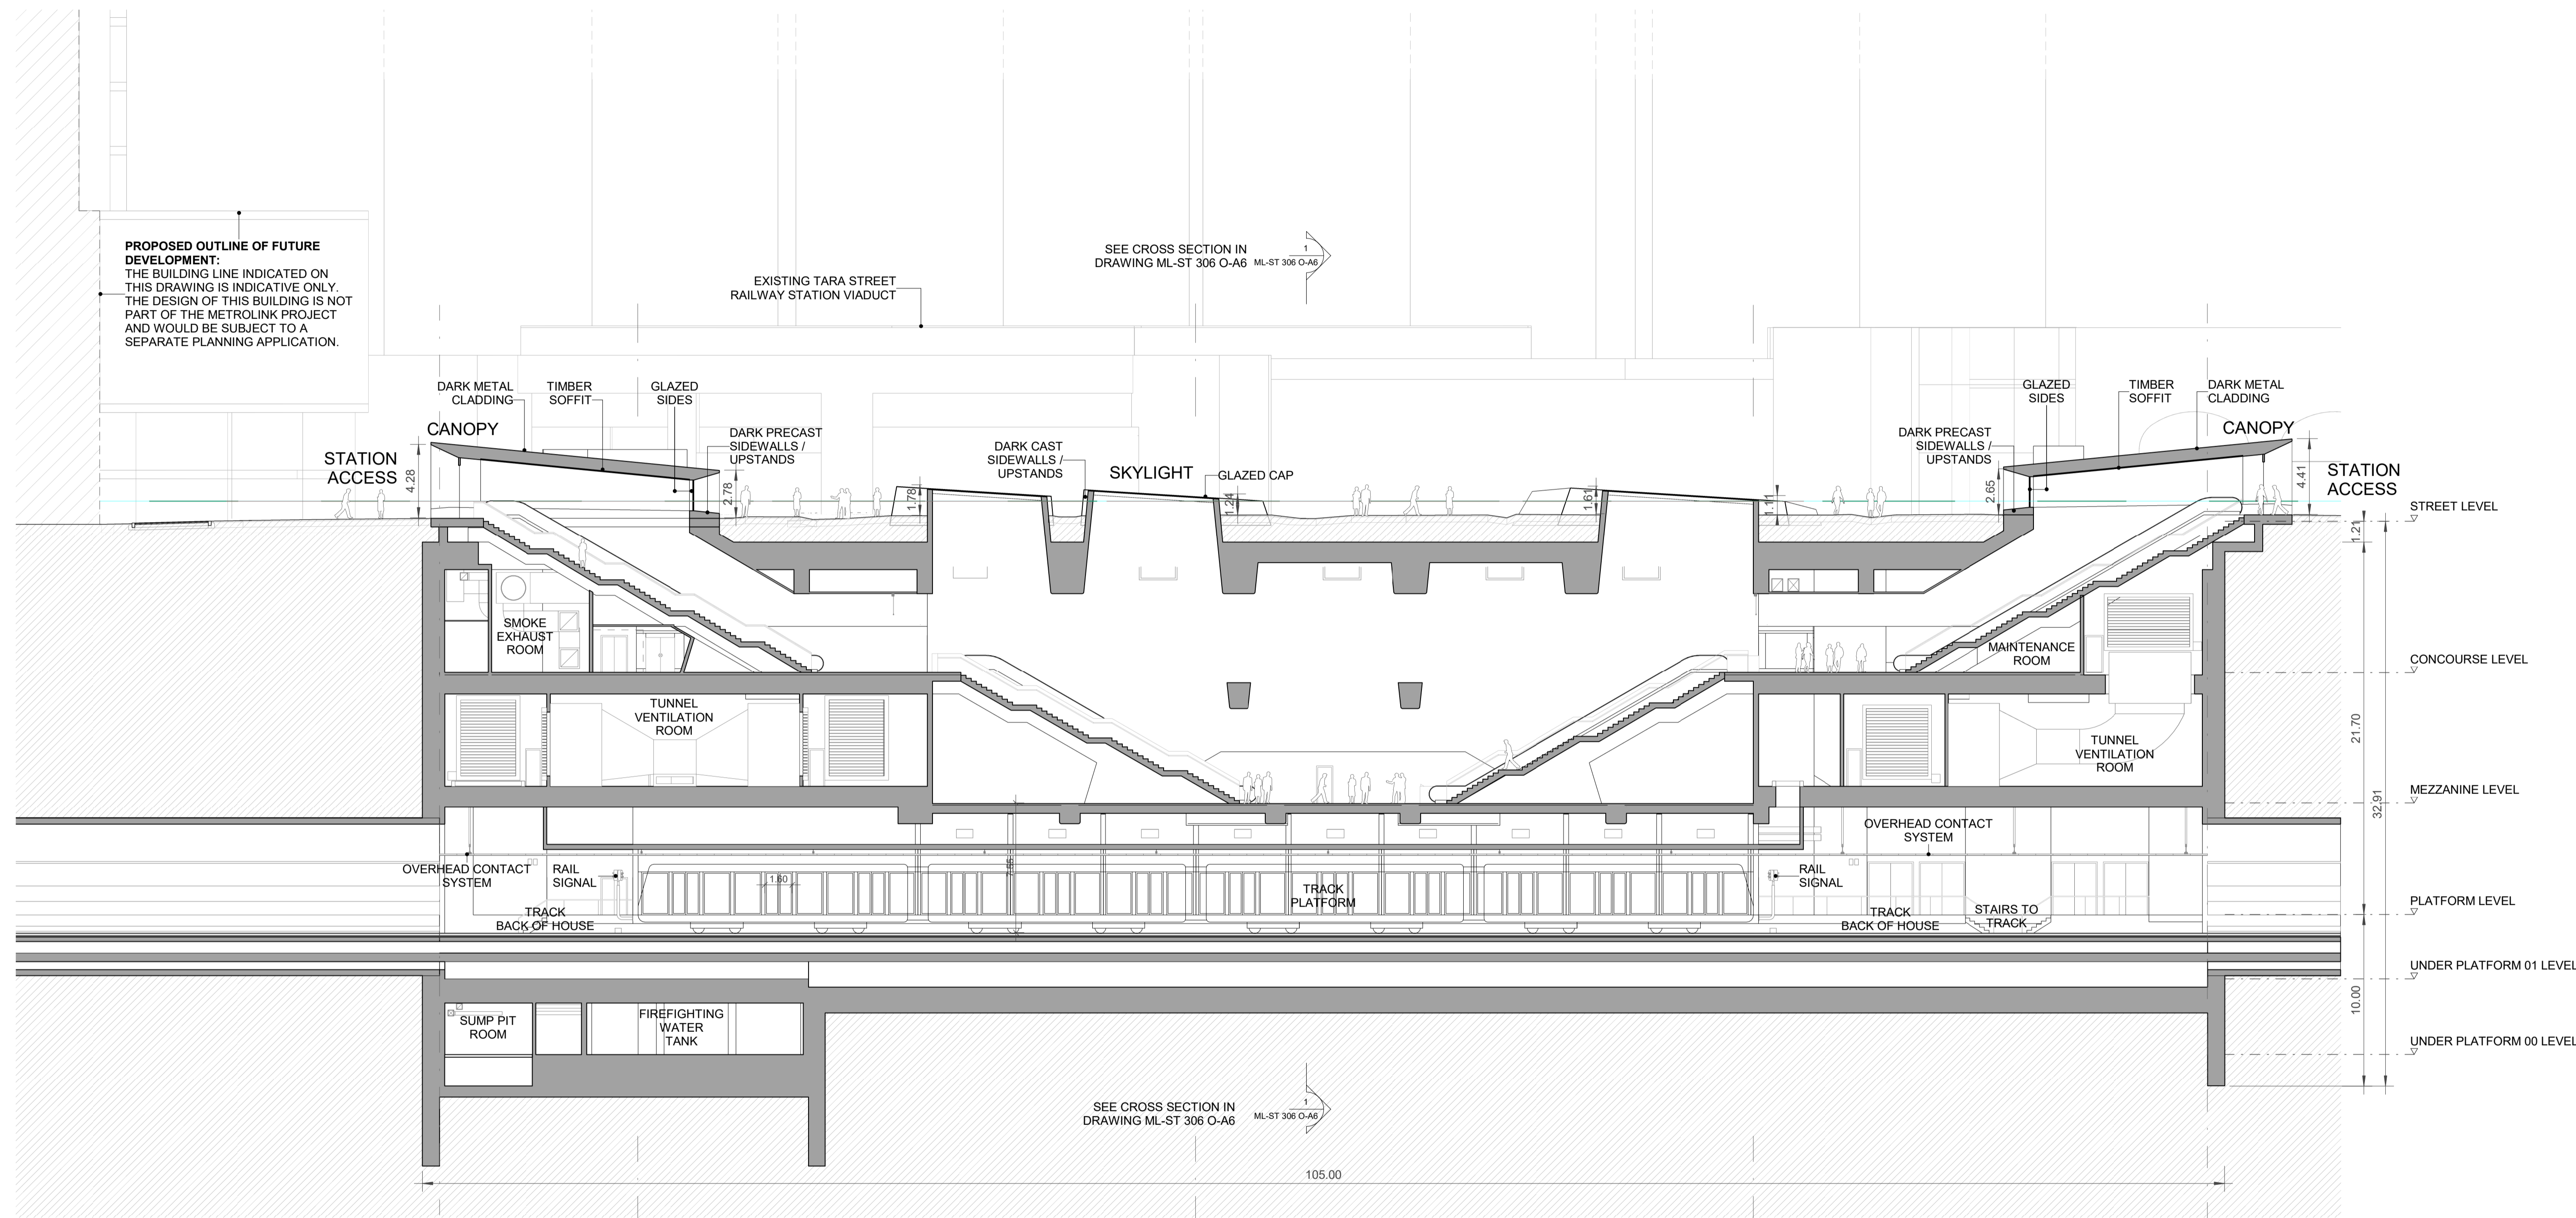 SEE CROSS SECTION IN
DRAWING ML-ST 306 O-A6
1
ML-ST 306 O-A6
PROPOSED OUTLINE OF FUTURE
DEVELOPMENT:
THE BUILDING LINE INDICATED ON
THIS DRAWING IS INDICATIVE ONLY.
THE DESIGN OF THIS BUILDING IS NOT
PART OF THE METROLINK PROJECT
AND WOULD BE SUBJECT TO A
SEPARATE PLANNING APPLICATION.
EXISTING TARA STREET
RAILWAY STATION VIADUCT
DARK METAL
CLADDING
TIMBER
SOFFIT
GLAZED
SIDES
GLAZED
SIDES
TIMBER
SOFFIT
DARK METAL
CLADDING
CANOPY
STATION
ACCESS
4.28
DARK PRECAST
SIDEWALLS /
UPSTANDS
2.78
1.78
DARK CAST
SIDEWALLS /
UPSTANDS
SKYLIGHT
GLAZED CAP
1.24
1.61
1.11
DARK PRECAST
SIDEWALLS /
UPSTANDS
2.65
CANOPY
4.41
STATION
ACCESS
STREET LEVEL
1.21
SMOKE
EXHAUST
ROOM
MAINTENANCE
ROOM
CONCOURSE LEVEL
TUNNEL
VENTILATION
ROOM
TUNNEL
VENTILATION
ROOM
21.70
MEZZANINE LEVEL
32.91
OVERHEAD CONTACT
SYSTEM
RAIL
SIGNAL
1.60
TRACK
PLATFORM
RAIL
SIGNAL
OVERHEAD CONTACT
SYSTEM
TRACK
BACK OF HOUSE
TRACK
BACK OF HOUSE
STAIRS TO
TRACK
PLATFORM LEVEL
UNDER PLATFORM 01 LEVEL
10.00
SUMP PIT
ROOM
FIREFIGHTING
WATER
TANK
UNDER PLATFORM 00 LEVEL
SEE CROSS SECTION IN
DRAWING ML-ST 306 O-A6
1
ML-ST 306 O-A6
105.00